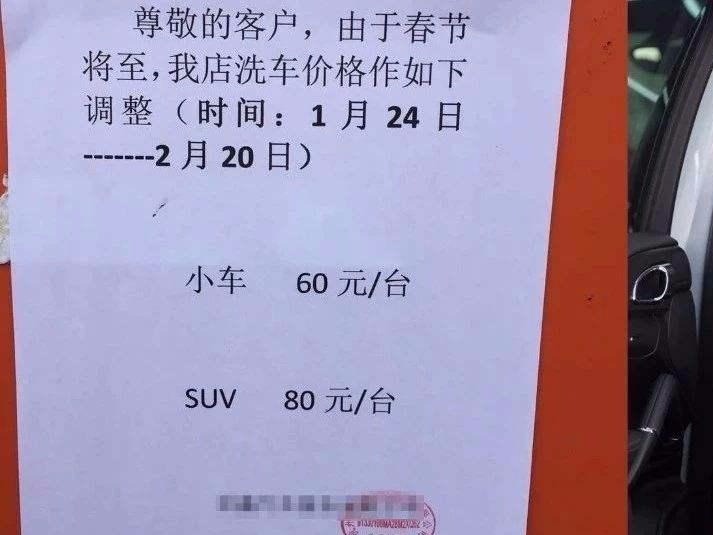 尊敬的客户，由于春节
将至，我店洗车价格作如下
调整（时间：1 月 24 日
-------2 月 20 日）
小车 60 元/台
SUV 80 元/台